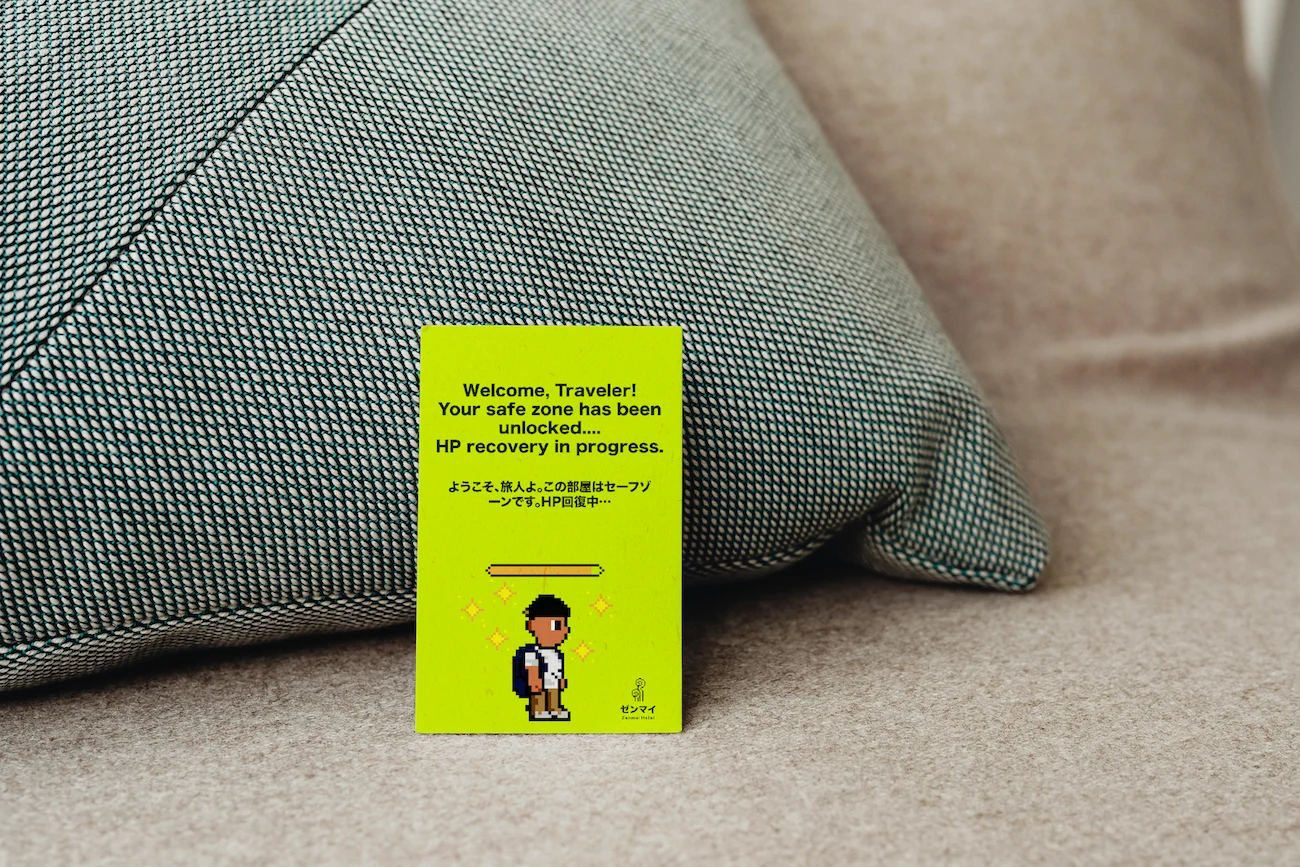 Welcome, Traveler!
Your safe zone has been
unlocked....
HP recovery in progress.
ようこそ、旅人よ。この部屋はセーフゾ
ーンです。HP回復中…
ゼンマイ
Zenmai Hotel